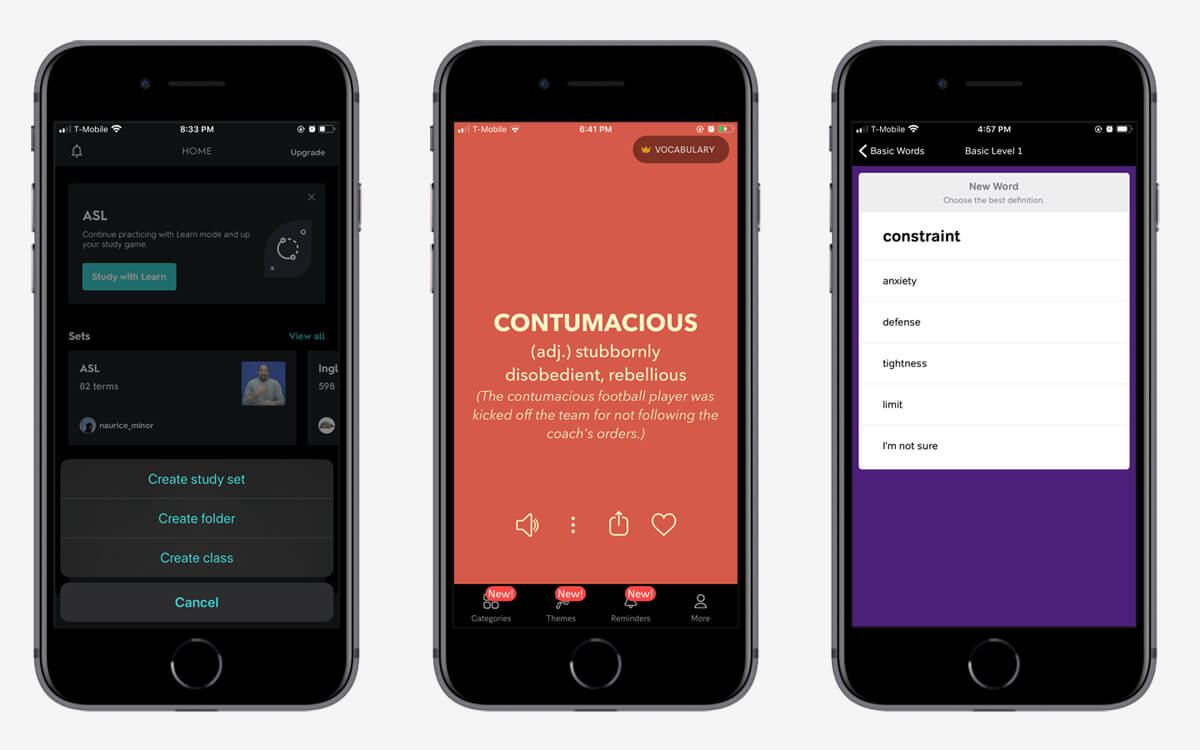 T-Mobile 8:33 PM
HOME
Upgrade
ASL
Continue practicing with Learn mode and up
your study game.
Study with Learn
Sets
View all
ASL
82 terms
naurice_minor
Ingl
598
Create study set
Create folder
Create class
Cancel
T-Mobile 6:41 PM
VOCABULARY
CONTUMACIOUS
(adj.) stubbornly
disobedient, rebellious
(The contumacious football player was
kicked off the team for not following the
coach's orders.)
New! New! New!
Categories Themes Reminders More
T-Mobile 4:57 PM
Basic Words Basic Level 1
New Word
Choose the best definition.
constraint
anxiety
defense
tightness
limit
I'm not sure